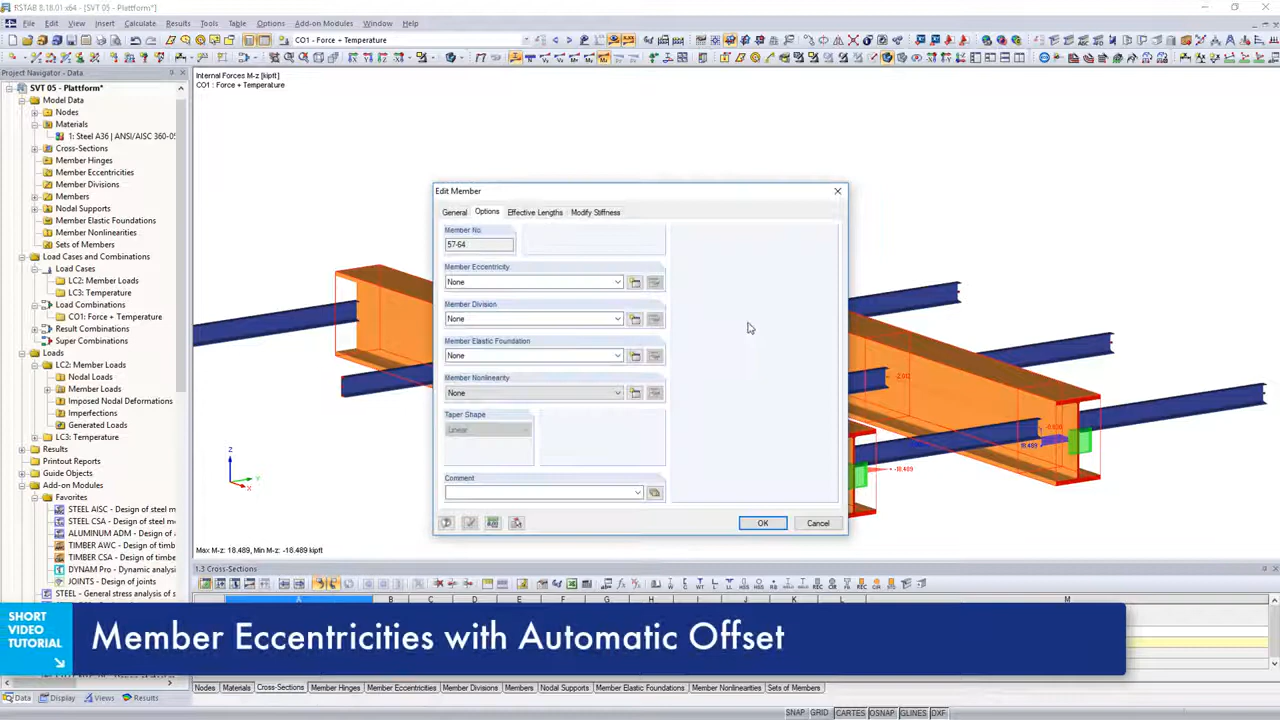 RSTAB 8.18.01 x64 - [SVT 05 - Plattform*]
File Edit View Insert Calculate Results Tools Table Options Add-on Modules Window Help
CO1 - Force + Temperature
Project Navigator - Data
SVT 05 - Plattform*
Model Data
Nodes
Materials
1: Steel A36 | ANSI/AISC 360-05
Cross-Sections
Member Hinges
Member Eccentricities
Member Divisions
Members
Nodal Supports
Member Elastic Foundations
Member Nonlinearities
Sets of Members
Load Cases and Combinations
Load Cases
LC2: Member Loads
LC3: Temperature
Load Combinations
CO1: Force + Temperature
Result Combinations
Super Combinations
Loads
LC2: Member Loads
Nodal Loads
Member Loads
Imposed Nodal Deformations
Imperfections
Generated Loads
LC3: Temperature
Results
Printout Reports
Guide Objects
Add-on Modules
Favorites
STEEL AISC - Design of steel m
STEEL CSA - Design of steel me
ALUMINUM ADM - Design of
TIMBER AWC - Design of timb
TIMBER CSA - Design of timbe
DYNAM Pro - Dynamic analysi
JOINTS - Design of joints
STEEL - General stress analysis of s
Data Display Views Results
Internal Forces M-z [kipft]
CO1 : Force + Temperature
Z
Y
X
Edit Member
General Options Effective Lengths Modify Stiffness
Member No.
57-64
Member Eccentricity
None
Member Division
None
Member Elastic Foundation
None
Member Nonlinearity
None
Taper Shape
Linear
Comment
OK Cancel
-2.012
18.489
-18.489
Max M-z: 18.489, Min M-z: -18.489 kipft
1.3 Cross-Sections
A B C D E F G H I J K L M
SHORT
VIDEO
TUTORIAL
Member Eccentricities with Automatic Offset
Nodes Materials Cross-Sections Member Hinges Member Eccentricities Member Divisions Members Nodal Supports Member Elastic Foundations Member Nonlinearities Sets of Members
SNAP GRID CARTES OSNAP GLINES DXF